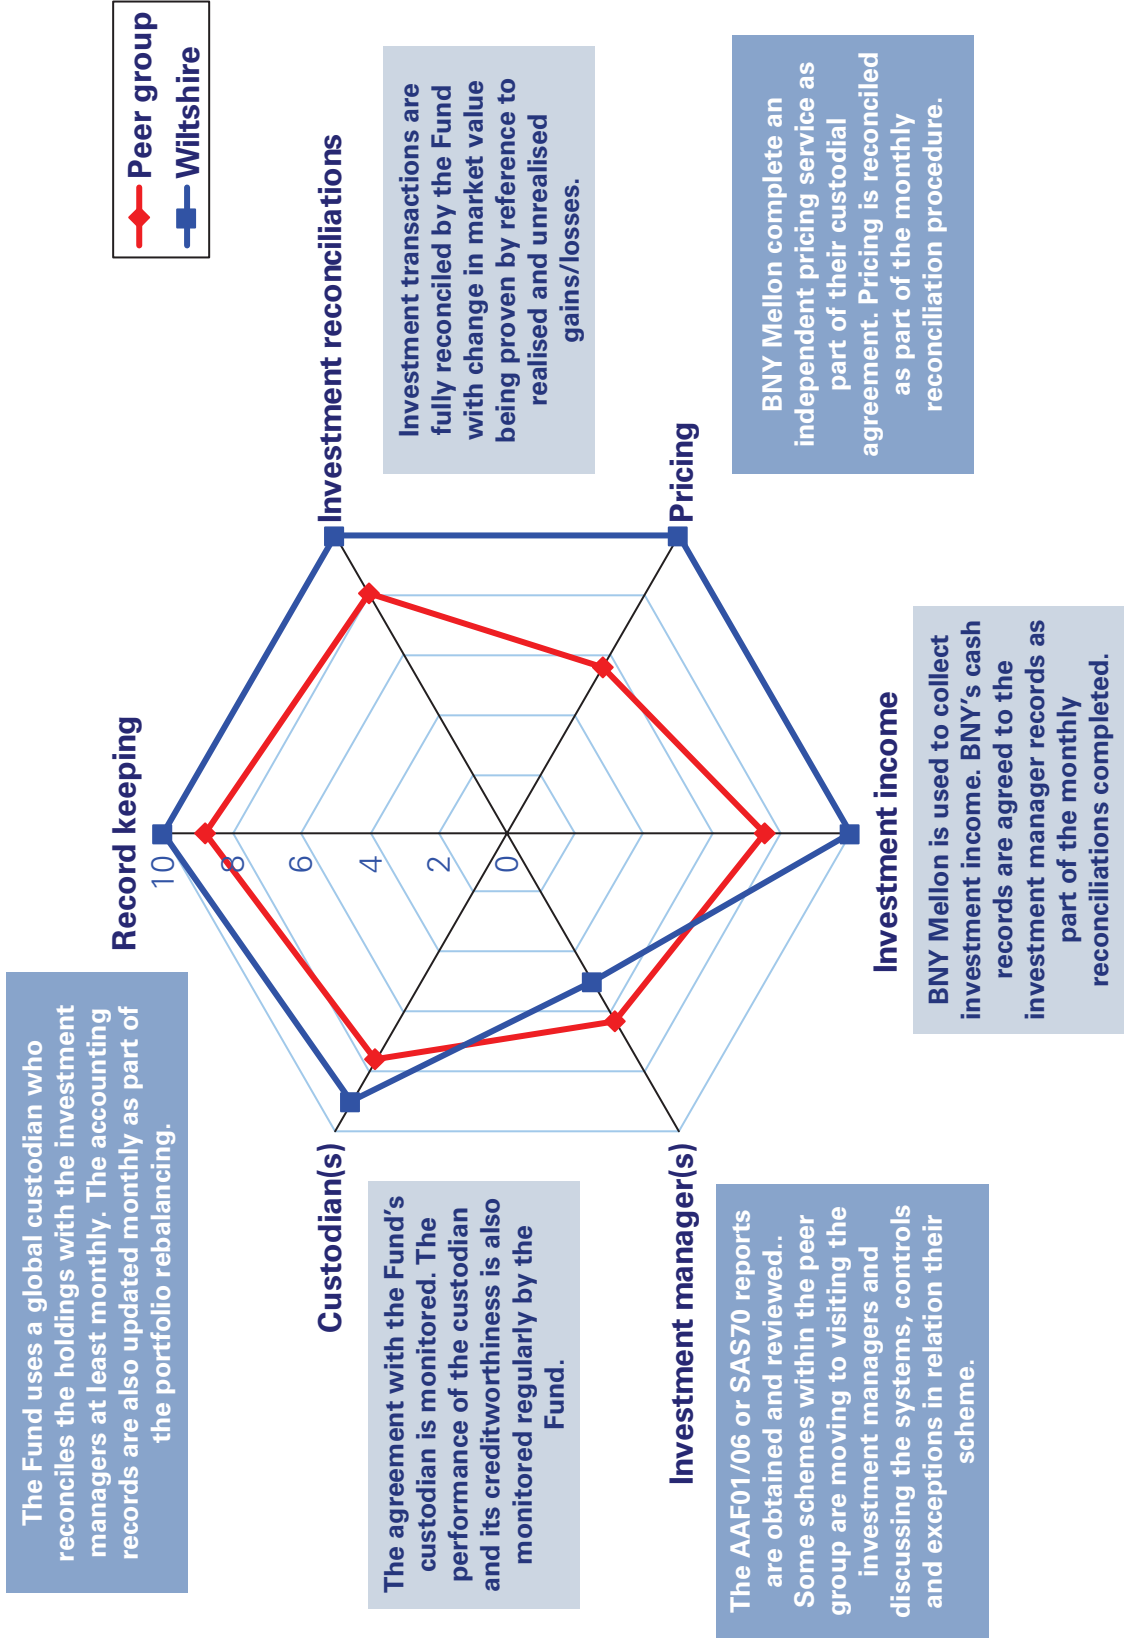 Peer group
Wiltshire
The Fund uses a global custodian who
reconciles the holdings with the investment
managers at least monthly. The accounting
records are also updated monthly as part of
the portfolio rebalancing.
Record keeping
10
8
6
4
2
0
Investment reconciliations
Investment transactions are
fully reconciled by the Fund
with change in market value
being proven by reference to
realised and unrealised
gains/losses.
Pricing
BNY Mellon complete an
independent pricing service as
part of their custodial
agreement. Pricing is reconciled
as part of the monthly
reconciliation procedure.
Investment income
BNY Mellon is used to collect
investment income. BNY’s cash
records are agreed to the
investment manager records as
part of the monthly
reconciliations completed.
Investment manager(s)
The AAF01/06 or SAS70 reports
are obtained and reviewed..
Some schemes within the peer
group are moving to visiting the
investment managers and
discussing the systems, controls
and exceptions in relation their
scheme.
Custodian(s)
The agreement with the Fund’s
custodian is monitored. The
performance of the custodian
and its creditworthiness is also
monitored regularly by the
Fund.